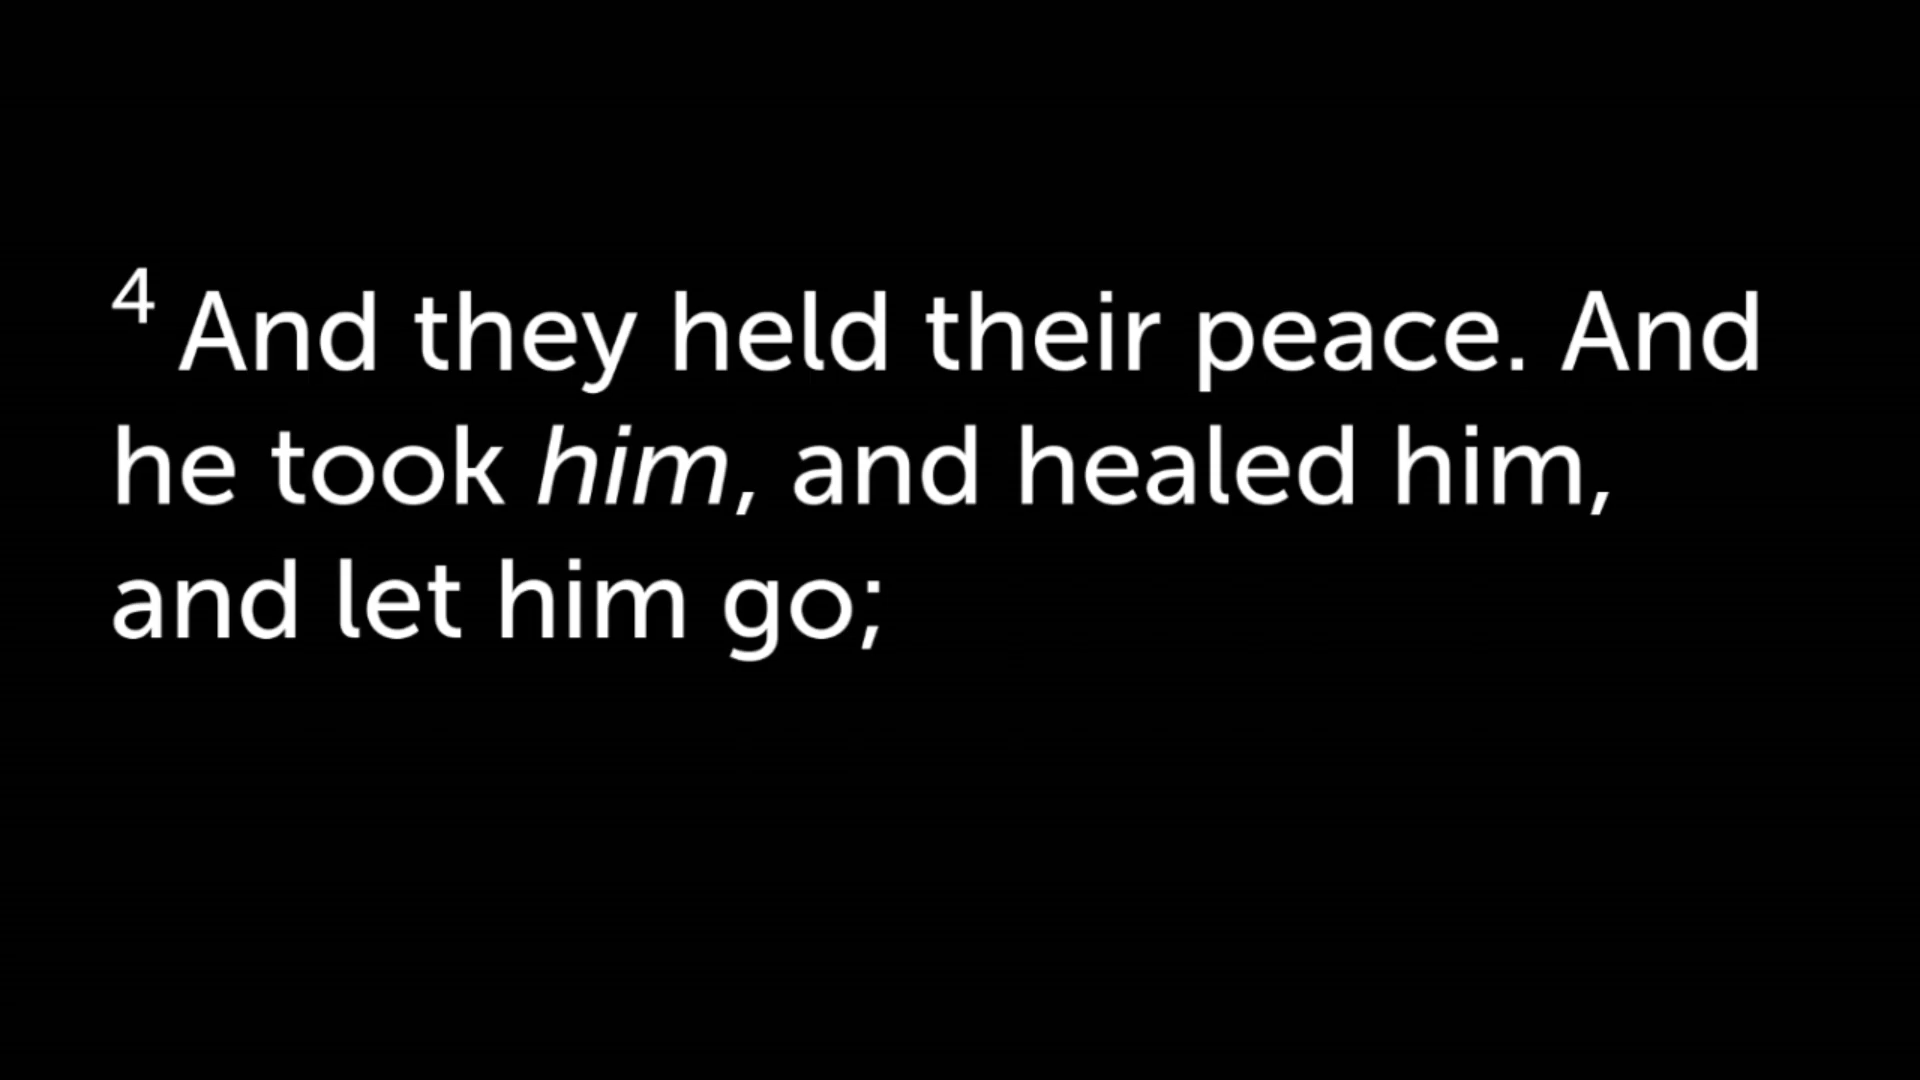 4 And they held their peace. And
he took him, and healed him,
and let him go;